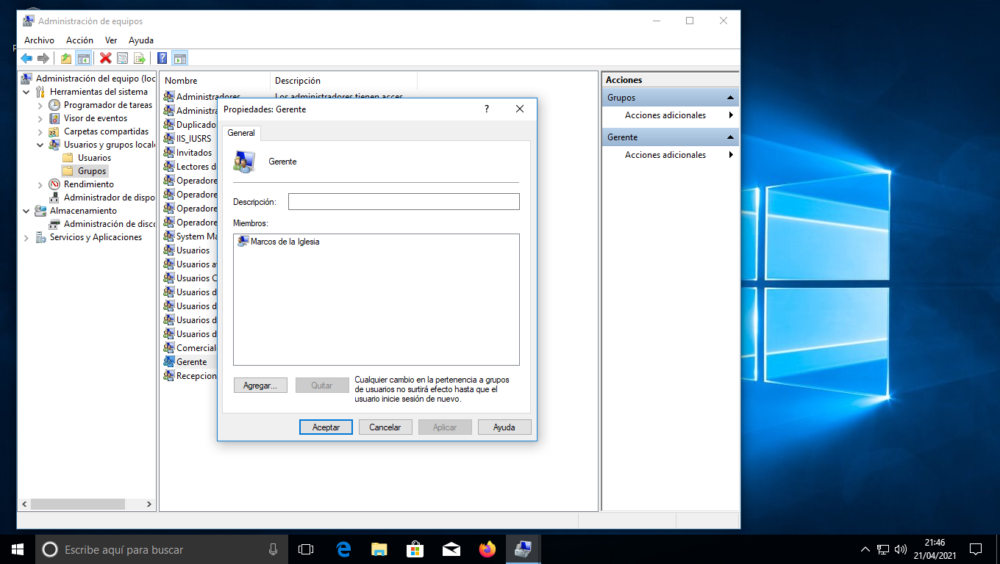 Administración de equipos
Archivo Acción Ver Ayuda
Administración del equipo (loc
Herramientas del sistema
Programador de tareas
Visor de eventos
Carpetas compartidas
Usuarios y grupos local
Usuarios
Grupos
Rendimiento
Administrador de dispo
Almacenamiento
Administración de disco
Servicios y Aplicaciones
Nombre Descripción
Administradores Los administradores tienen acces
Administra
Duplicado
IIS_IUSRS
Invitados
Lectores d
Operadore
Operadore
Operadore
Operadore
System Ma
Usuarios
Usuarios a
Usuarios C
Usuarios d
Usuarios d
Usuarios d
Usuarios d
Comercial
Gerente
Recepcion
Propiedades: Gerente ?
General
Gerente
Descripción:
Miembros:
Marcos de la Iglesia
Agregar... Quitar
Cualquier cambio en la pertenencia a grupos
de usuarios no surtirá efecto hasta que el
usuario inicie sesión de nuevo.
Aceptar Cancelar Aplicar Ayuda
Acciones
Grupos
Acciones adicionales
Gerente
Acciones adicionales
Escribe aquí para buscar
21:46
21/04/2021